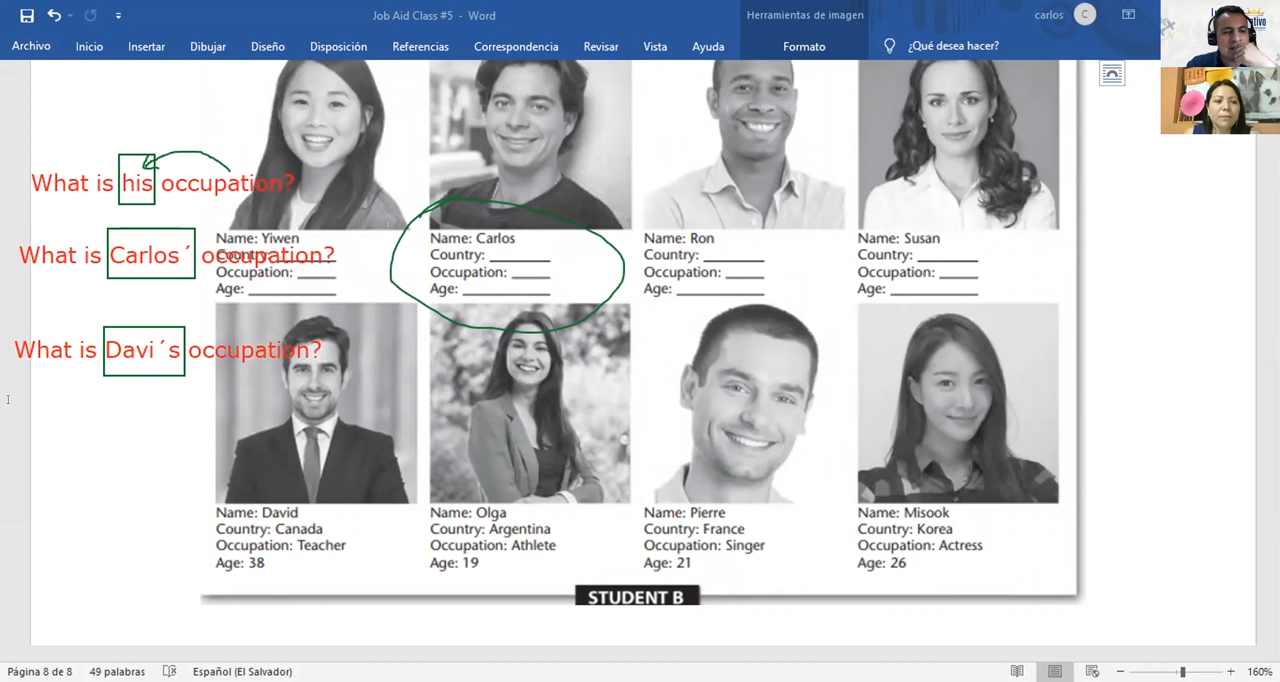 Job Aid Class #5 - Word
Herramientas de imagen
carlos
C
Archivo Inicio Insertar Dibujar Diseño Disposición Referencias Correspondencia Revisar Vista Ayuda Formato ¿Qué desea hacer?
What is his occupation?
What is Carlos´ occupation?
What is Davi´s occupation?
Name: Yiwen
Country: ______
Occupation: _____
Age: __________
Name: Carlos
Country: _______
Occupation: _____
Age: __________
Name: Ron
Country: _______
Occupation: _____
Age: __________
Name: Susan
Country: _______
Occupation: _____
Age: __________
Name: David
Country: Canada
Occupation: Teacher
Age: 38
Name: Olga
Country: Argentina
Occupation: Athlete
Age: 19
Name: Pierre
Country: France
Occupation: Singer
Age: 21
Name: Misook
Country: Korea
Occupation: Actress
Age: 26
STUDENT B
Página 8 de 8 49 palabras Español (El Salvador) 160%